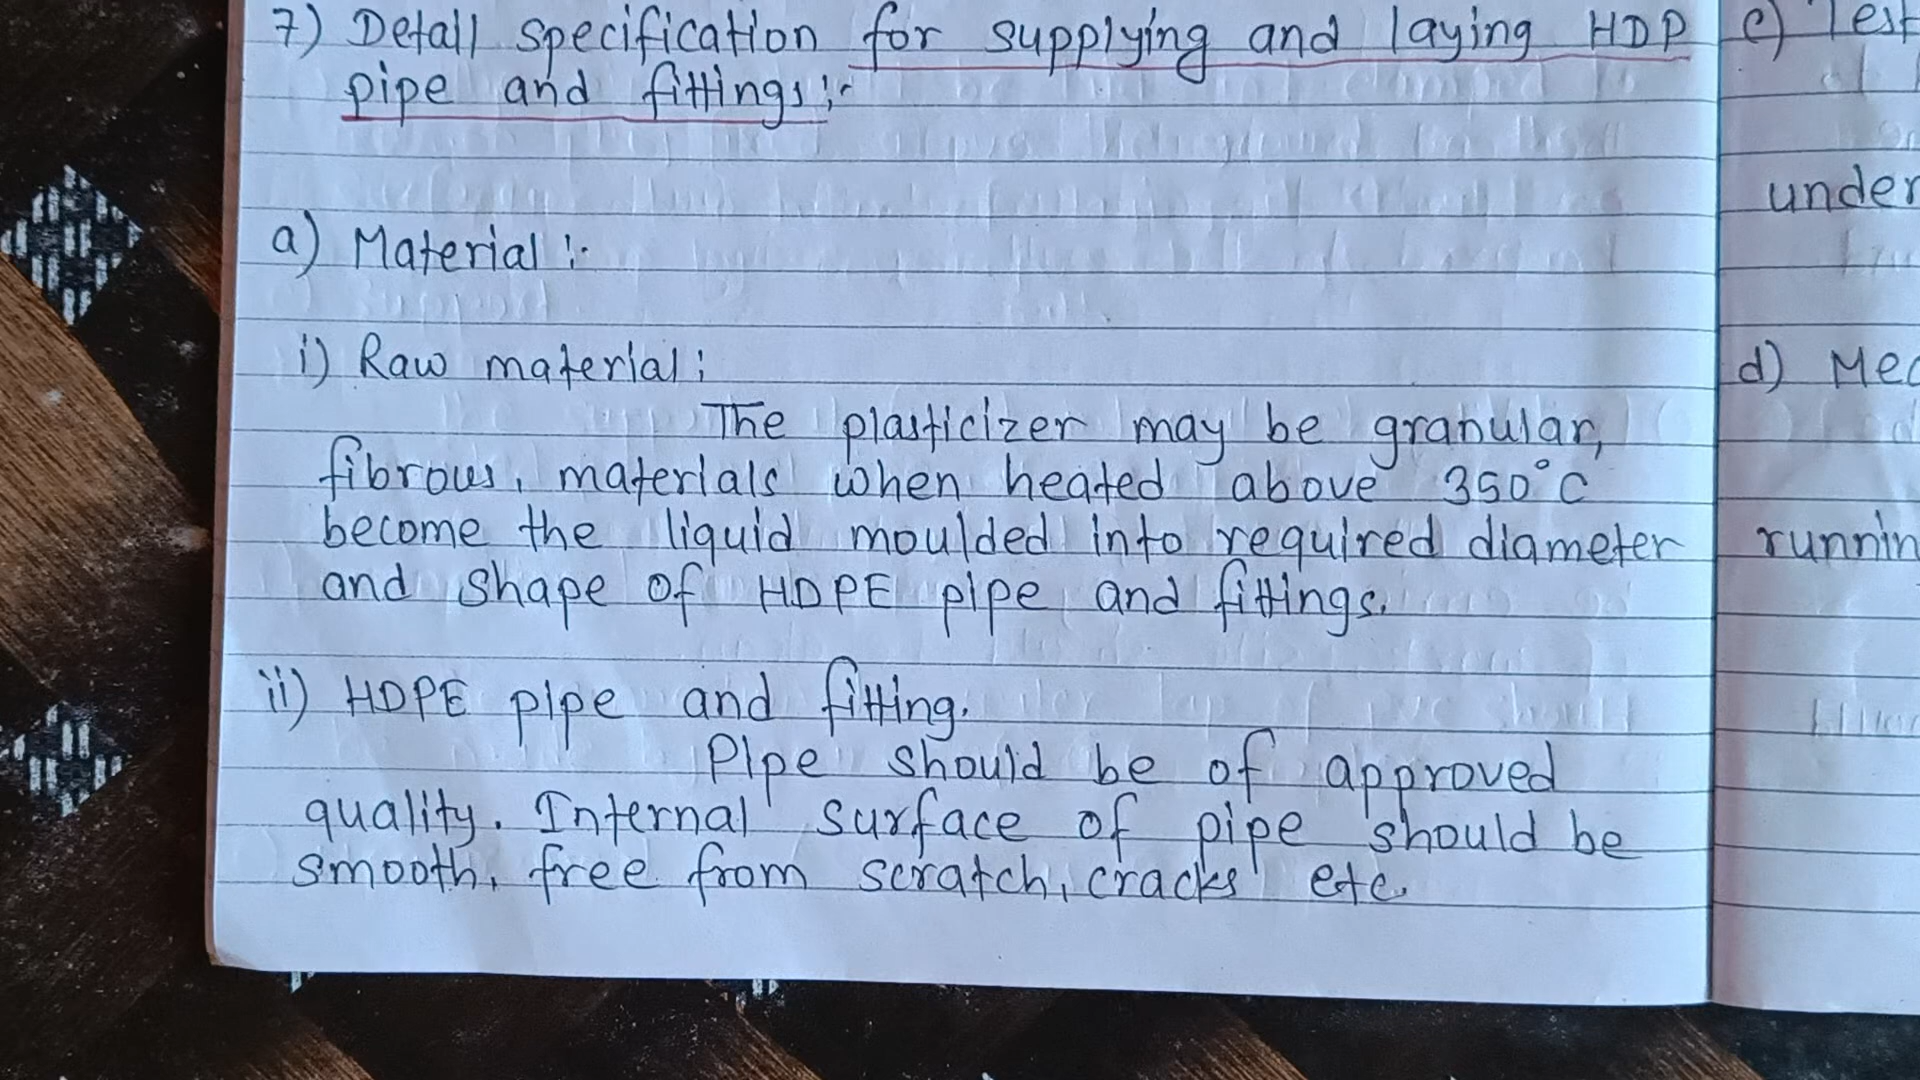 7) Detail specification for supplying and laying HDP
pipe and fittings:-
a) Material :-
i) Raw material :
The plasticizer may be granular,
fibrous, materials when heated above 350°C
become the liquid moulded into required diameter
and shape of HDPE pipe and fittings.
ii) HDPE pipe and fitting.
Pipe should be of approved
quality. Internal surface of pipe should be
smooth, free from scratch, cracks etc.
c) Test
under
d) Mea
runnin